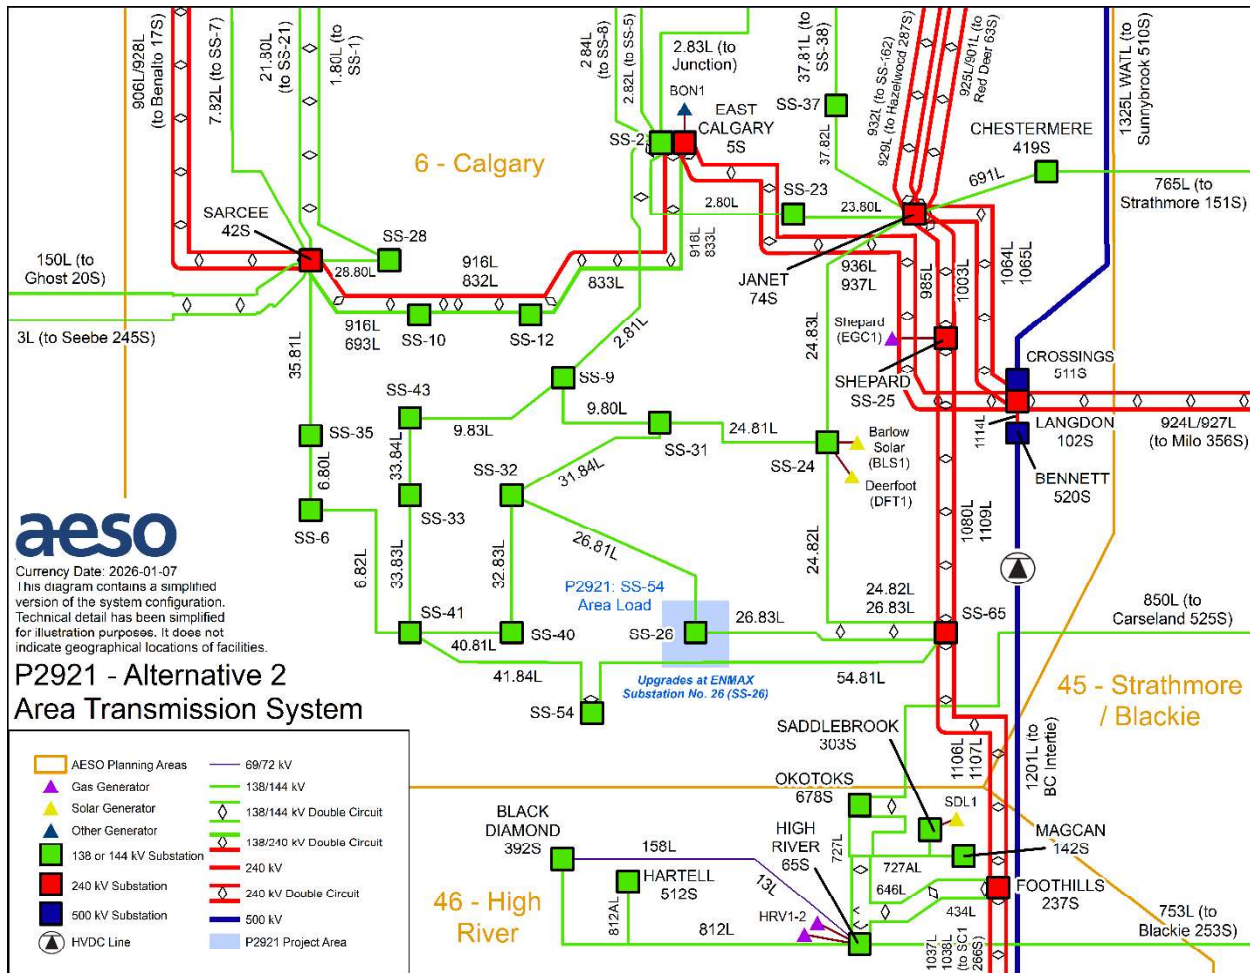 906L/928L
(to Benalto 17S)
7.82L (to SS-7)
21.80L
(to SS-21)
1.80L (to
SS-1)
2.84L
(to SS-8)
2.82L (to SS-5)
2.83L (to
Junction)
37.81L (to
SS-38)
932L (to SS-162)
929L (to Hazelwood 287S)
925L/901L (to
Red Deer 63S)
1325L WATL (to
Sunnybrook 510S)
BON1
SS-37
EAST
CALGARY
5S
SS-2
CHESTERMERE
419S
6 - Calgary
37.82L
SS-23
691L
765L (to
Strathmore 151S)
2.80L
23.80L
SARCEE
42S
SS-28
28.80L
150L (to
Ghost 20S)
916L
832L
833L
916L
833L
936L
937L
JANET
74S
985L
1003L
1064L
1065L
3L (to Seebe 245S)
916L
693L
SS-10
SS-12
2.81L
24.83L
Shepard
(EGC1)
35.81L
CROSSINGS
511S
SHEPARD
SS-25
SS-9
SS-43
9.80L
9.83L
24.81L
SS-31
SS-35
33.84L
31.84L
SS-24
Barlow
Solar
(BLS1)
Deerfoot
(DFT1)
1114L
LANGDON
102S
924L/927L
(to Milo 356S)
BENNETT
520S
6.80L
SS-32
SS-33
SS-6
aeso
Currency Date: 2026-01-07
This diagram contains a simplified
version of the system configuration.
Technical detail has been simplified
for illustration purposes. It does not
indicate geographical locations of facilities.
P2921 - Alternative 2
Area Transmission System
6.82L
33.83L
32.83L
26.81L
24.82L
1080L
1109L
P2921: SS-54
Area Load
24.82L
26.83L
SS-65
SS-41
SS-40
SS-26
26.83L
850L (to
Carseland 525S)
40.81L
41.84L
Upgrades at ENMAX
Substation No. 26 (SS-26)
54.81L
SS-54
45 - Strathmore
/ Blackie
SADDLEBROOK
303S
1106L
1107L
1201L (to
BC Intertie)
AESO Planning Areas
Gas Generator
Solar Generator
Other Generator
138 or 144 kV Substation
240 kV Substation
500 kV Substation
HVDC Line
69/72 kV
138/144 kV
138/144 kV Double Circuit
138/240 kV Double Circuit
240 kV
240 kV Double Circuit
500 kV
P2921 Project Area
OKOTOKS
678S
SDL1
BLACK
DIAMOND
392S
HIGH
RIVER
65S
727L
MAGCAN
142S
158L
727AL
13L
HARTELL
512S
646L
FOOTHILLS
237S
46 - High
River
812AL
HRV1-2
434L
812L
1037L
1038L
(to SC1
266S)
753L (to
Blackie 253S)